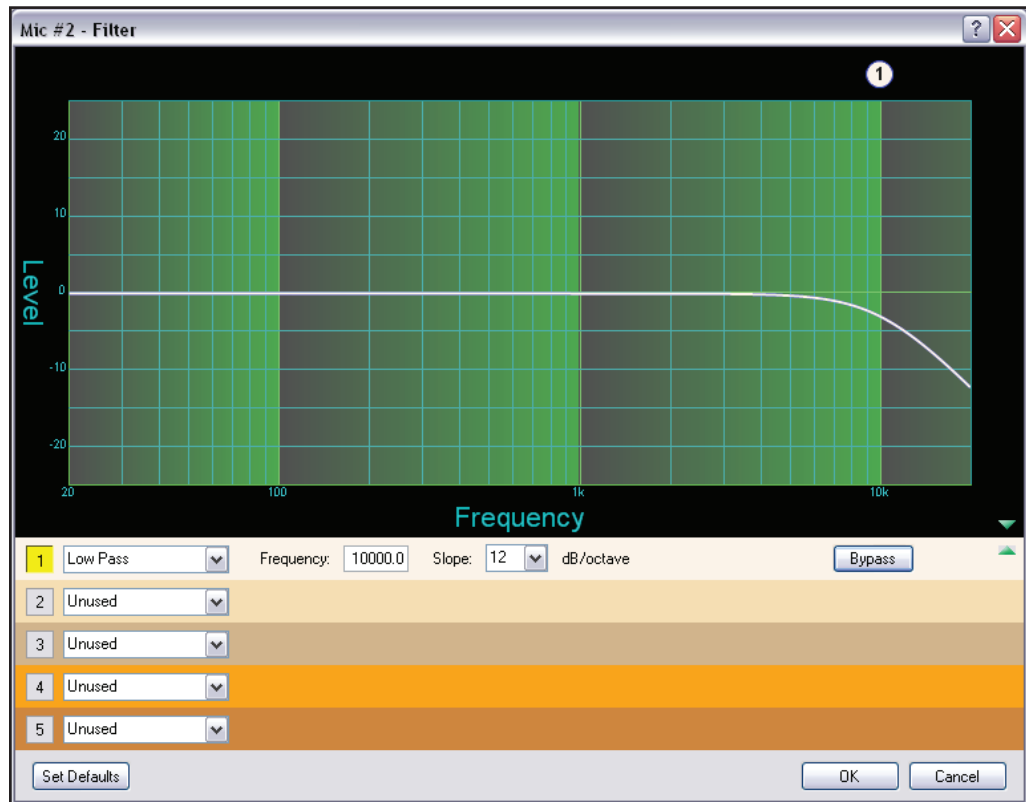 Mic #2 - Filter
?
1
20
10
0
-10
-20
Level
20 100 1k 10k
Frequency
1 Low Pass Frequency: 10000.0 Slope: 12 dB/octave Bypass
2 Unused
3 Unused
4 Unused
5 Unused
Set Defaults OK Cancel